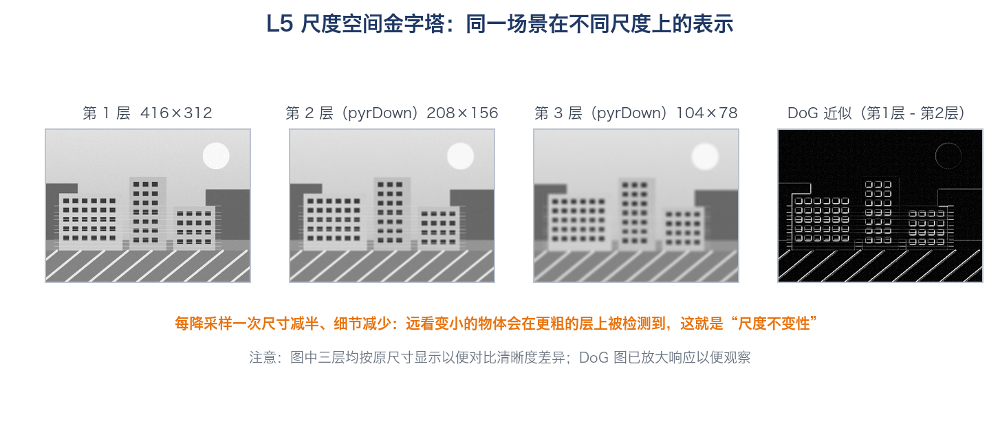 L5 尺度空间金字塔：同一场景在不同尺度上的表示
第 1 层  416×312
第 2 层（pyrDown）208×156
第 3 层（pyrDown）104×78
DoG 近似（第1层 - 第2层）
每降采样一次尺寸减半、细节减少：远看变小的物体会在更粗的层上被检测到，这就是“尺度不变性”
注意：图中三层均按原尺寸显示以便对比清晰度差异；DoG 图已放大响应以便观察